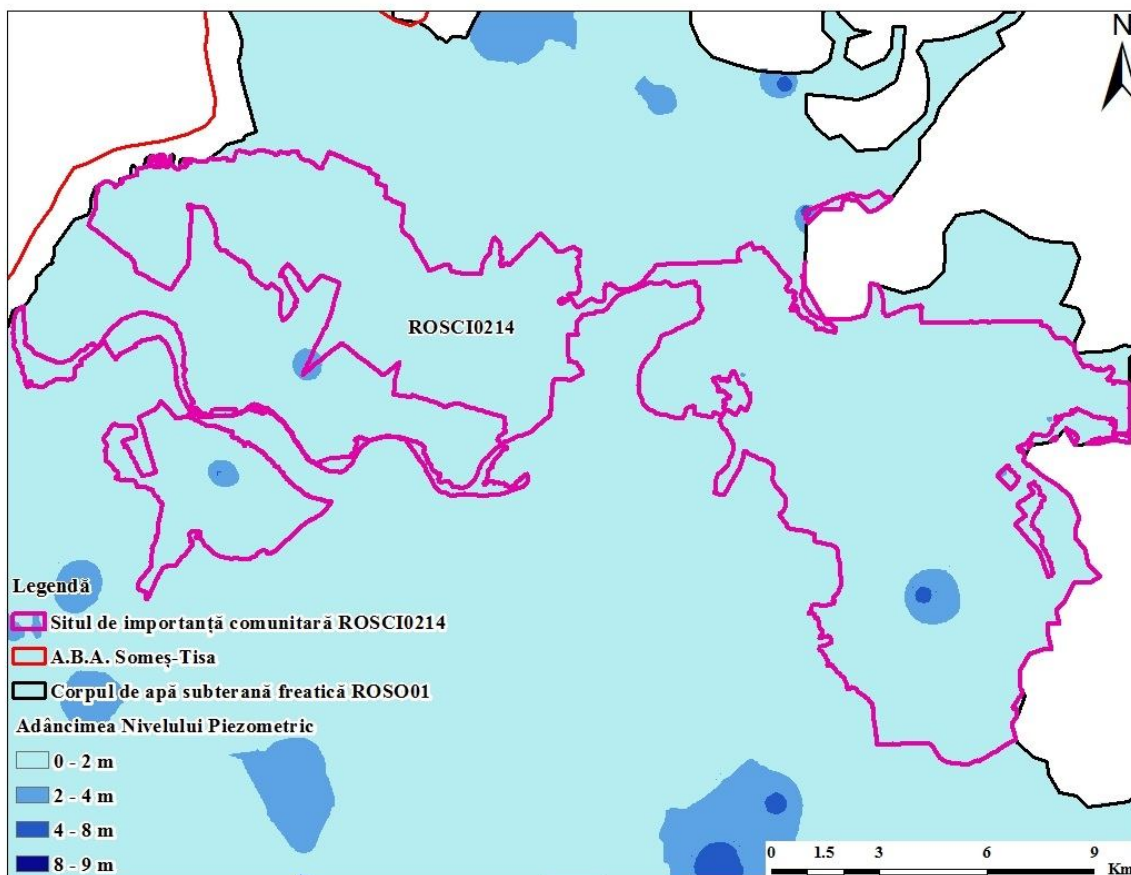 N
ROSCI0214
Legendă
Situl de importanță comunitară ROSCI0214
A.B.A. Someș-Tisa
Corpul de apă subterană freatică ROSO01
Adâncimea Nivelului Piezometric
0 - 2 m
2 - 4 m
4 - 8 m
8 - 9 m
0 1.5 3 6 9
Km